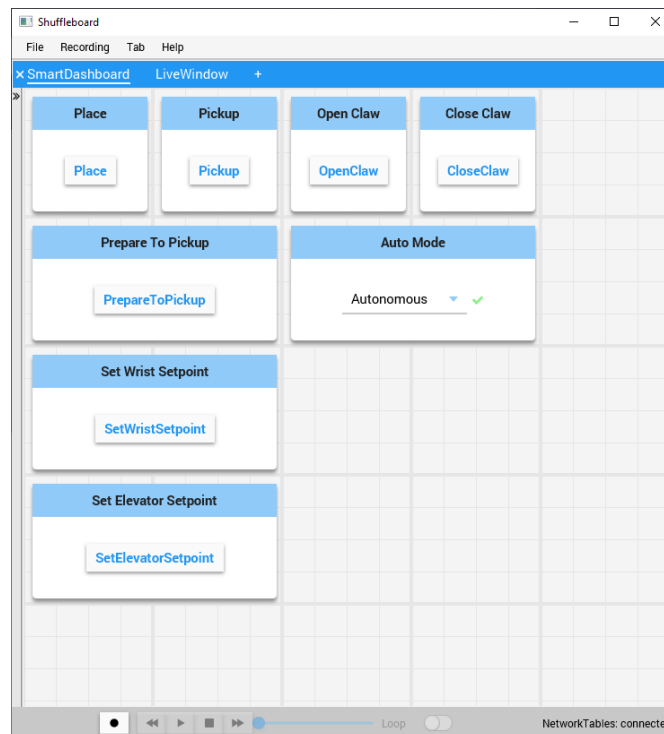 Shuffleboard
File Recording Tab Help
SmartDashboard LiveWindow +
Place Pickup Open Claw Close Claw
Place Pickup OpenClaw CloseClaw
Prepare To Pickup Auto Mode
PrepareToPickup Autonomous
Set Wrist Setpoint
SetWristSetpoint
Set Elevator Setpoint
SetElevatorSetpoint
Loop NetworkTables: connecte